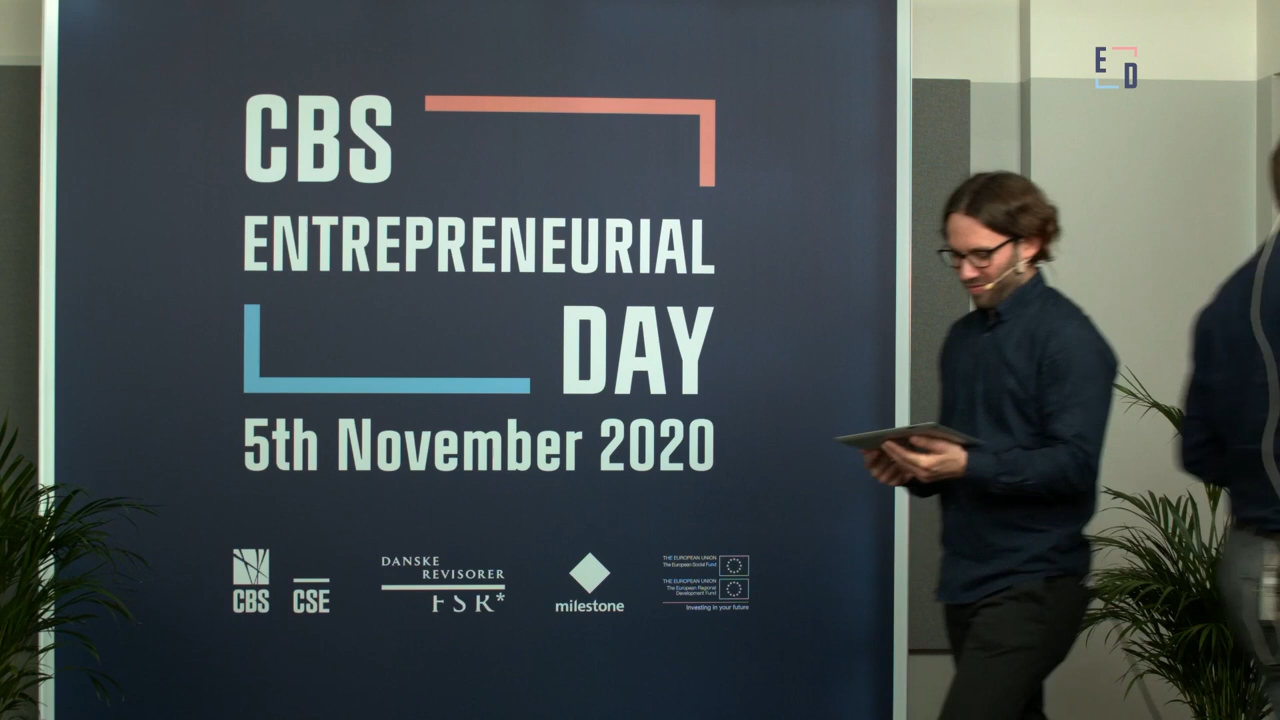 E
D
CBS
ENTREPRENEURIAL
DAY
5th November 2020
CBS
CSE
DANSKE
REVISORER
FSR*
milestone
THE EUROPEAN UNION
The European Social Fund
THE EUROPEAN UNION
The European Regional
Development Fund
Investing in your future